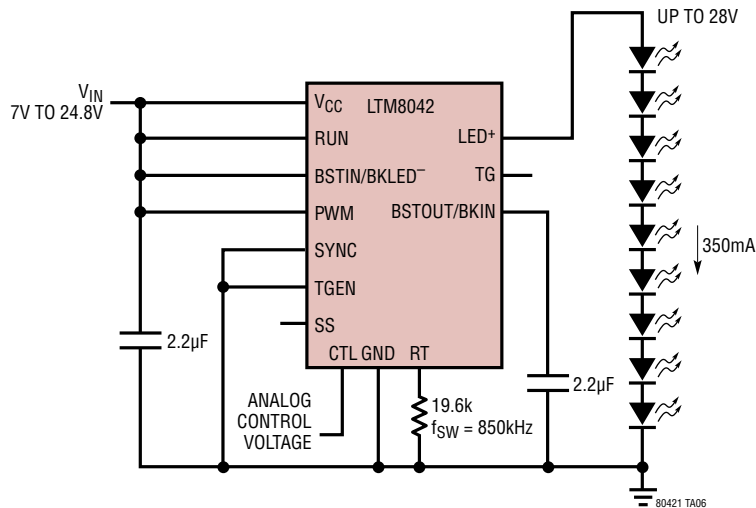 UP TO 28V
VIN
7V TO 24.8V
VCC
LTM8042
RUN
LED+
BSTIN/BKLED–
TG
PWM
BSTOUT/BKIN
SYNC
350mA
TGEN
SS
2.2µF
CTL GND RT
ANALOG
CONTROL
VOLTAGE
19.6k
fSW = 850kHz
2.2µF
80421 TA06